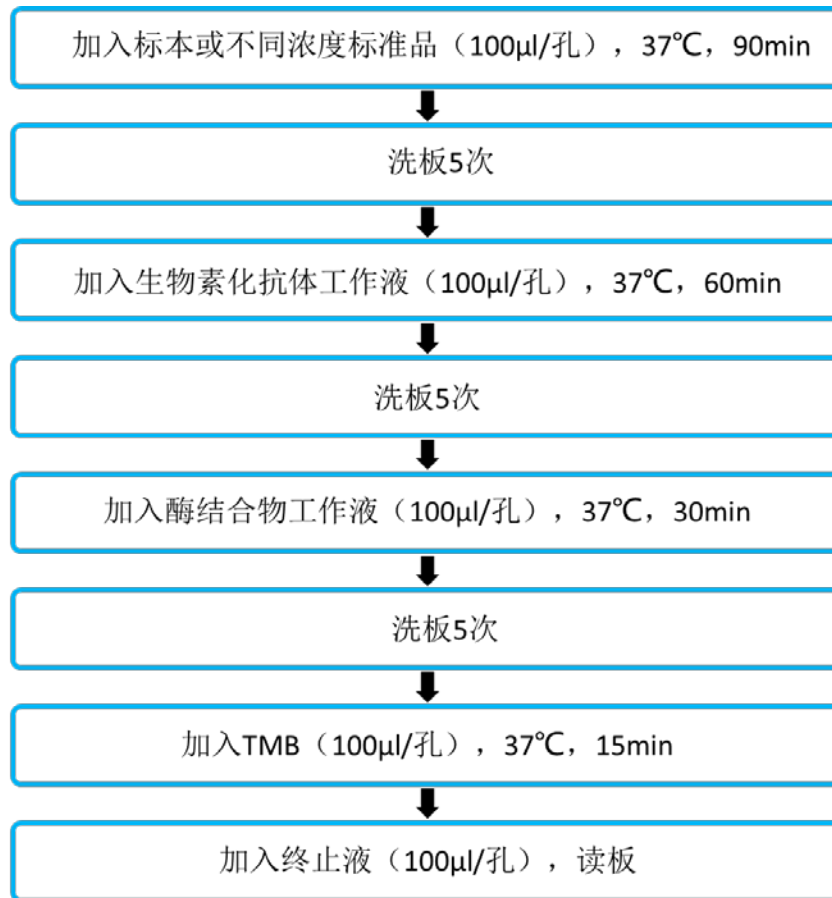 加入标本或不同浓度标准品（100μl/孔），37℃，90min
洗板5次
加入生物素化抗体工作液（100μl/孔），37℃，60min
洗板5次
加入酶结合物工作液（100μl/孔），37℃，30min
洗板5次
加入TMB（100μl/孔），37℃，15min
加入终止液（100μl/孔），读板